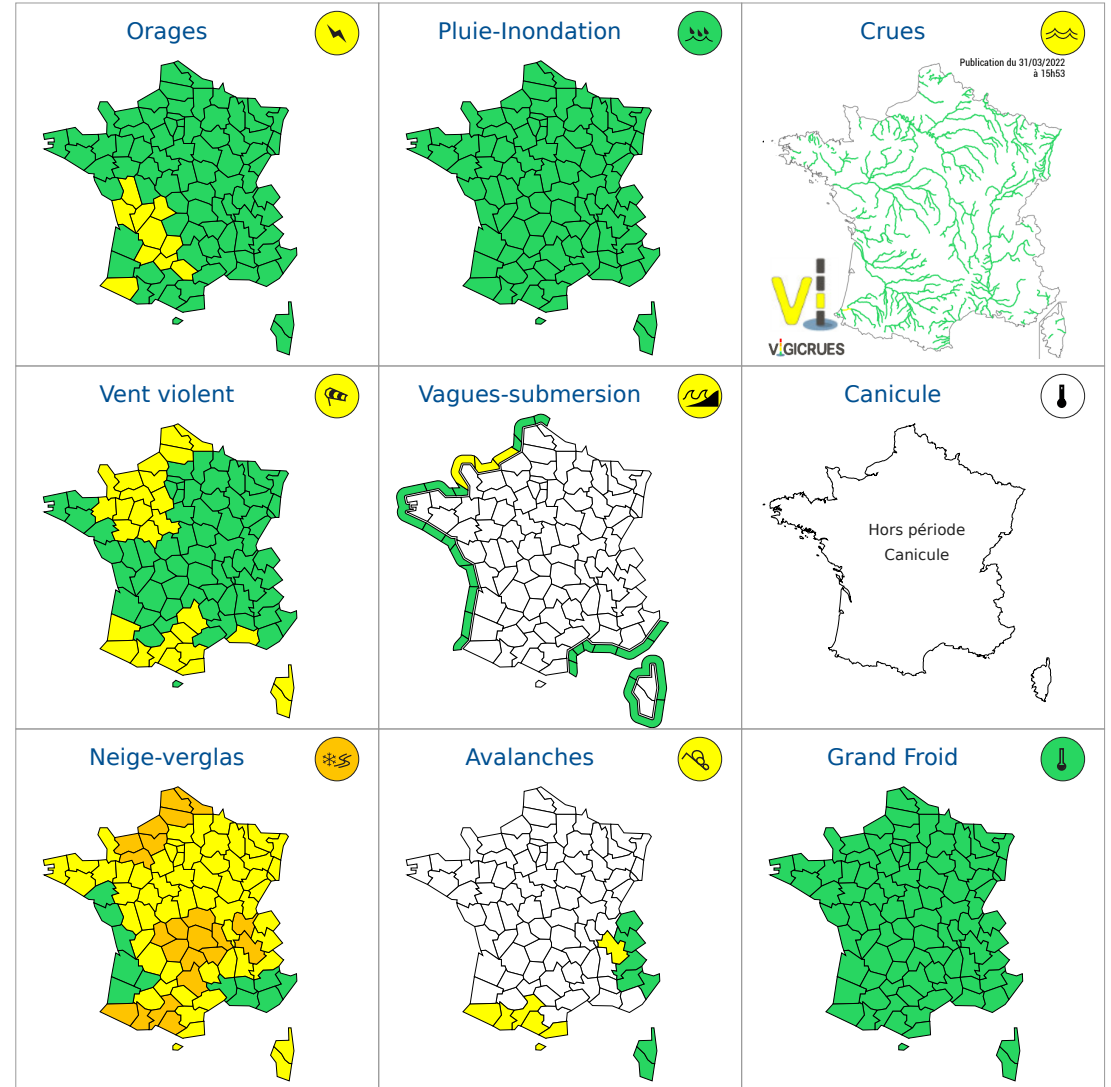 Orages
Pluie-Inondation
Crues
Publication du 31/03/2022
à 15h53
Vi
VIGICRUES
Vent violent
Vagues-submersion
Canicule
Hors période
Canicule
Neige-verglas
Avalanches
Grand Froid